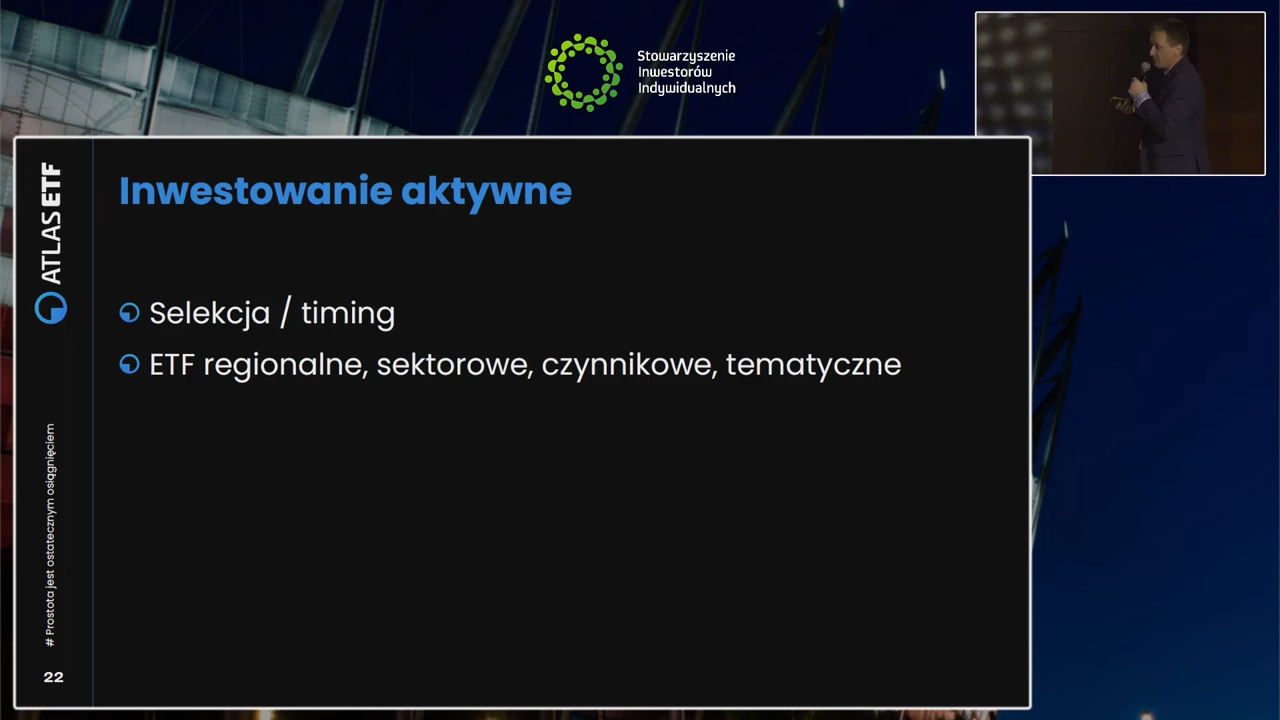 Stowarzyszenie
Inwestorów
Indywidualnych
ATLAS ETF
Inwestowanie aktywne
Selekcja / timing
ETF regionalne, sektorowe, czynnikowe, tematyczne
# Prostota jest ostatecznym osiągnięciem
22